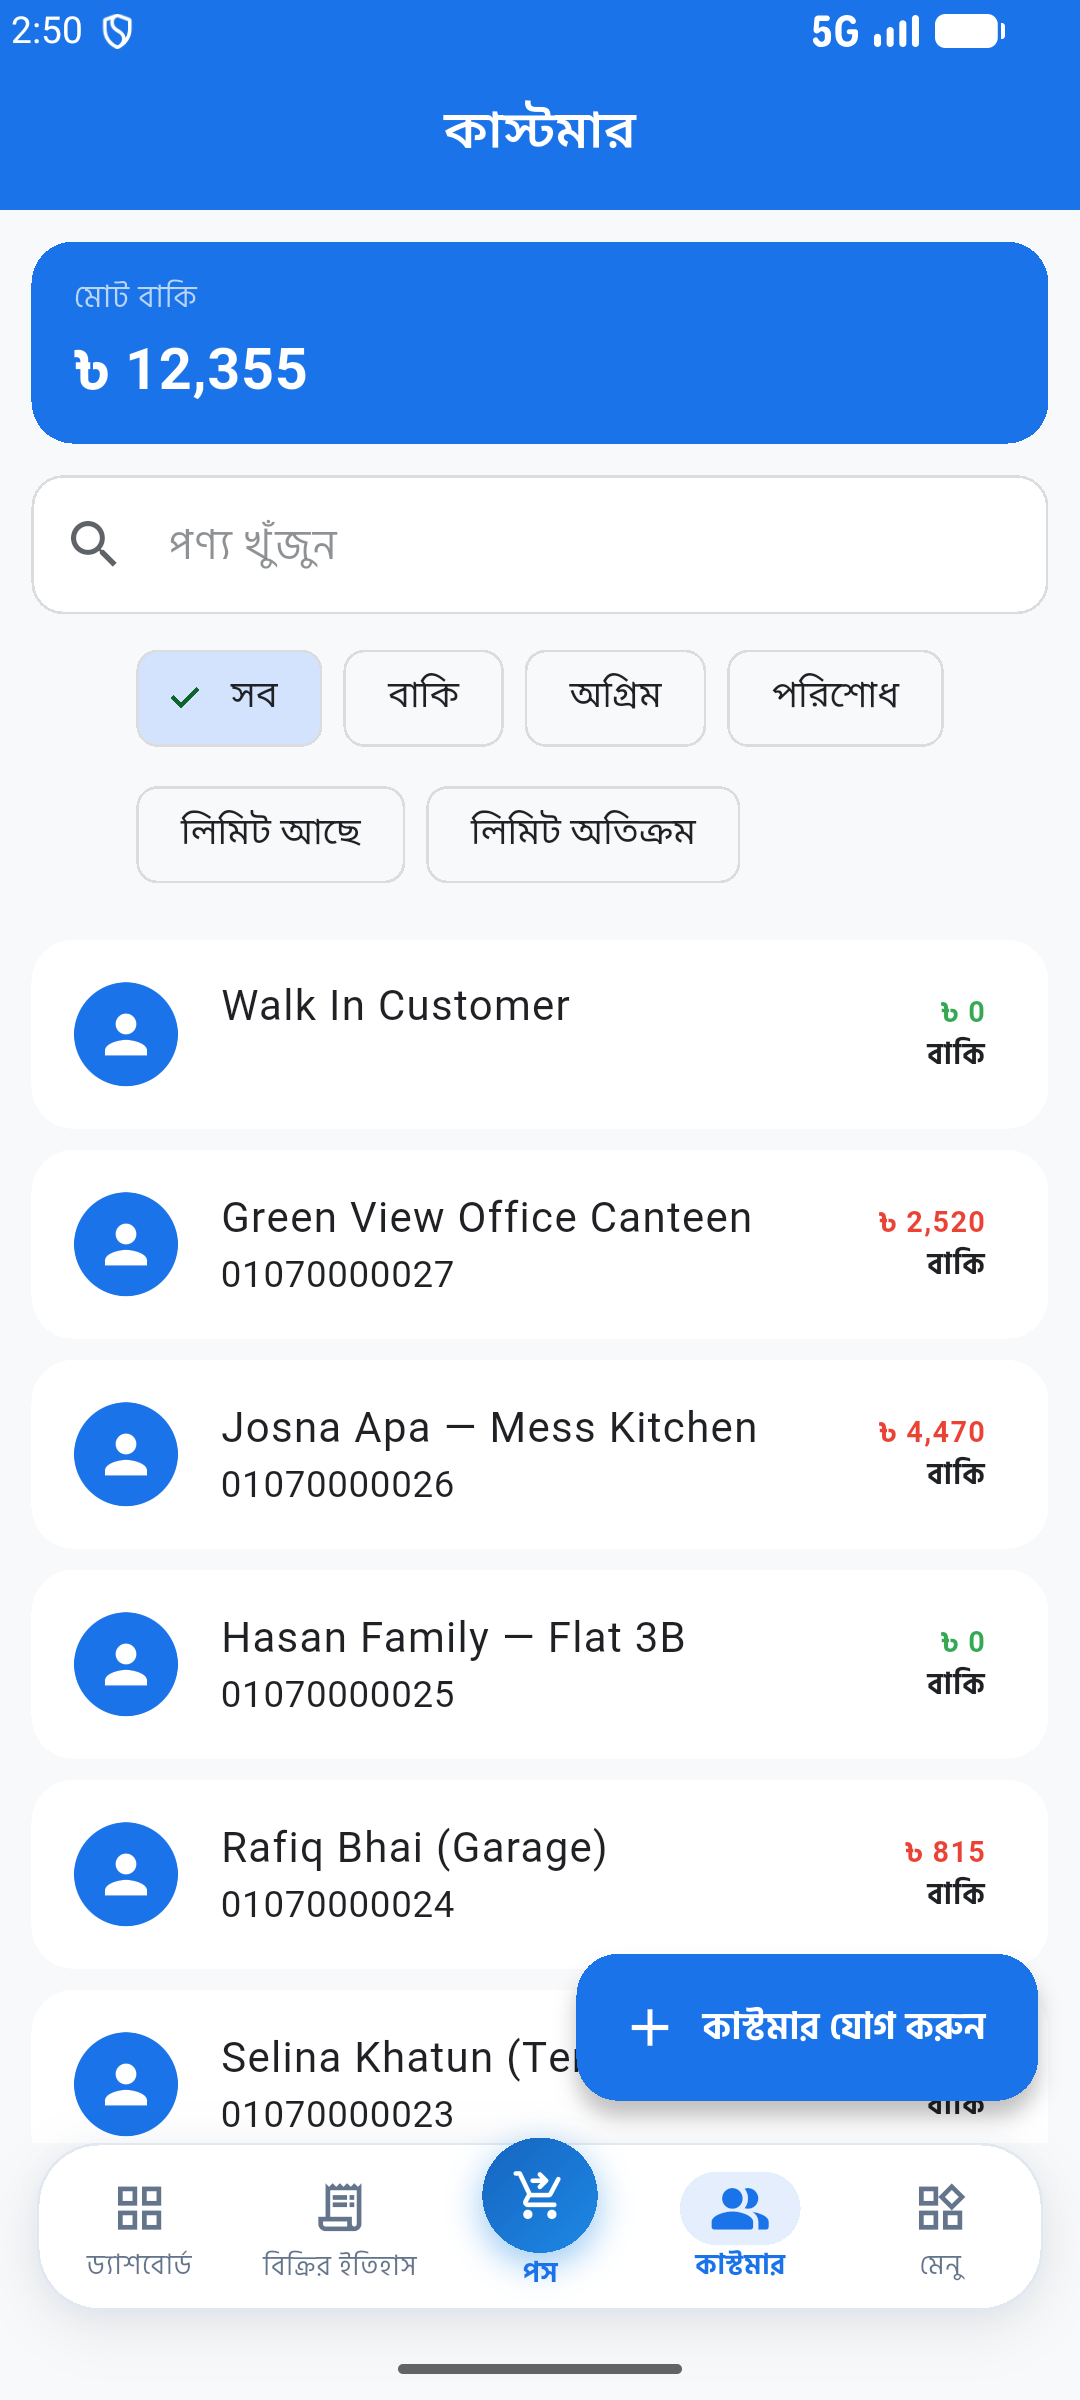 2:50
5G
কাস্টমার
মোট বাকি
৳ 12,355
পণ্য খুঁজুন
সব
বাকি
অগ্রিম
পরিশোধ
লিমিট আছে
লিমিট অতিক্রম
Walk In Customer
৳ 0
বাকি
Green View Office Canteen
৳ 2,520
01070000027
বাকি
Josna Apa — Mess Kitchen
৳ 4,470
01070000026
বাকি
Hasan Family — Flat 3B
৳ 0
01070000025
বাকি
Rafiq Bhai (Garage)
৳ 815
01070000024
বাকি
কাস্টমার যোগ করুন
Selina Khatun
01070000023
বাকি
ড্যাশবোর্ড
বিক্রির ইতিহাস
পস
কাস্টমার
মেনু